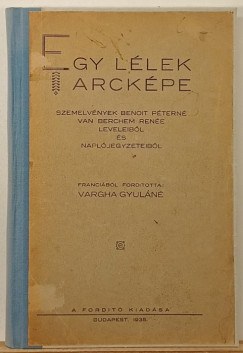 EGY LÉLEK
ARCKÉPE
SZEMELVÉNYEK BENOIT PÉTERNÉ
VAN BERCHEM RENÉE
LEVELEIBŐL
ÉS
NAPLÓJEGYZETEIBŐL
FRANCIÁBÓL FORDÍTOTTA:
VARGHA GYULÁNÉ
A FORDÍTÓ KIADÁSA
BUDAPEST, 1935.